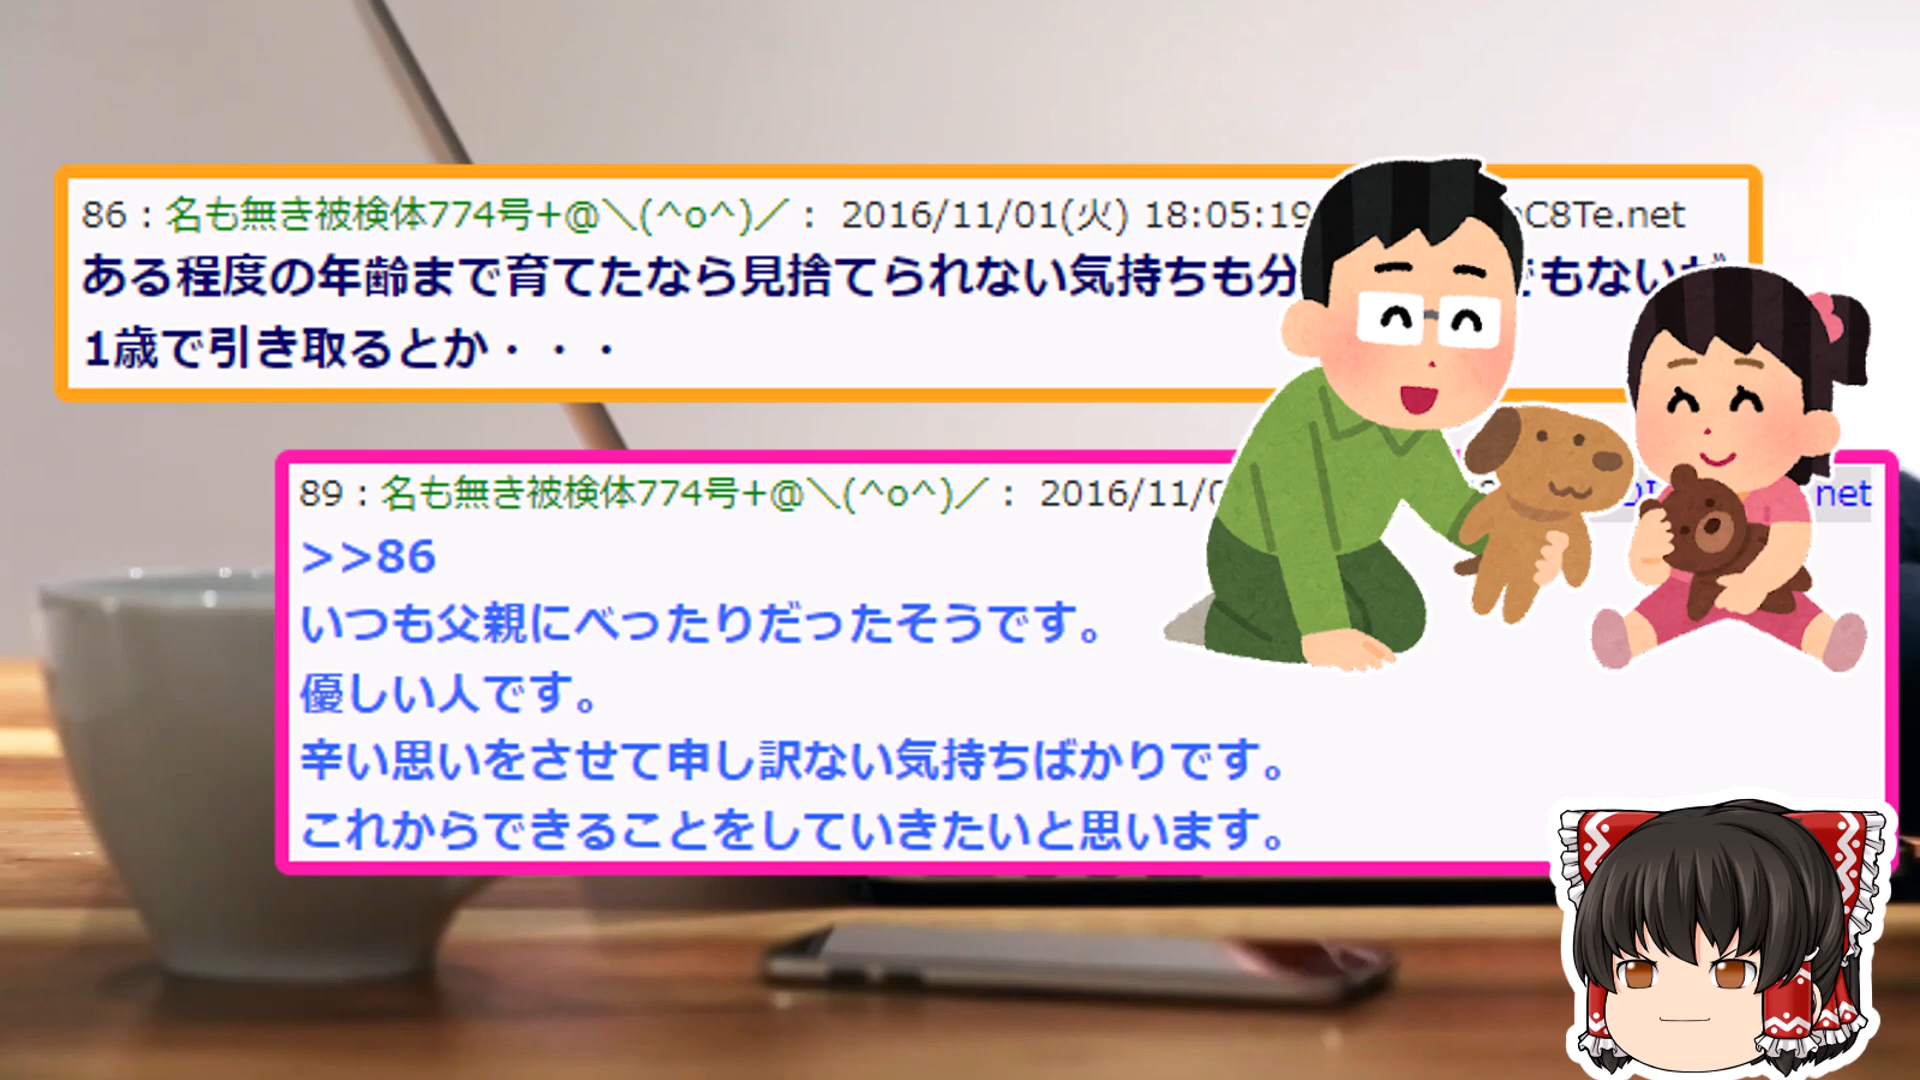 86：名も無き被検体774号+@＼(^o^)／： 2016/11/01(火) 18:05:19 C8Te.net
ある程度の年齢まで育てたなら見捨てられない気持ちも分 でもない
1歳で引き取るとか・・・
89：名も無き被検体774号+@＼(^o^)／： 2016/11/ net
>>86
いつも父親にべったりだったそうです。
優しい人です。
辛い思いをさせて申し訳ない気持ちばかりです。
これからできることをしていきたいと思います。